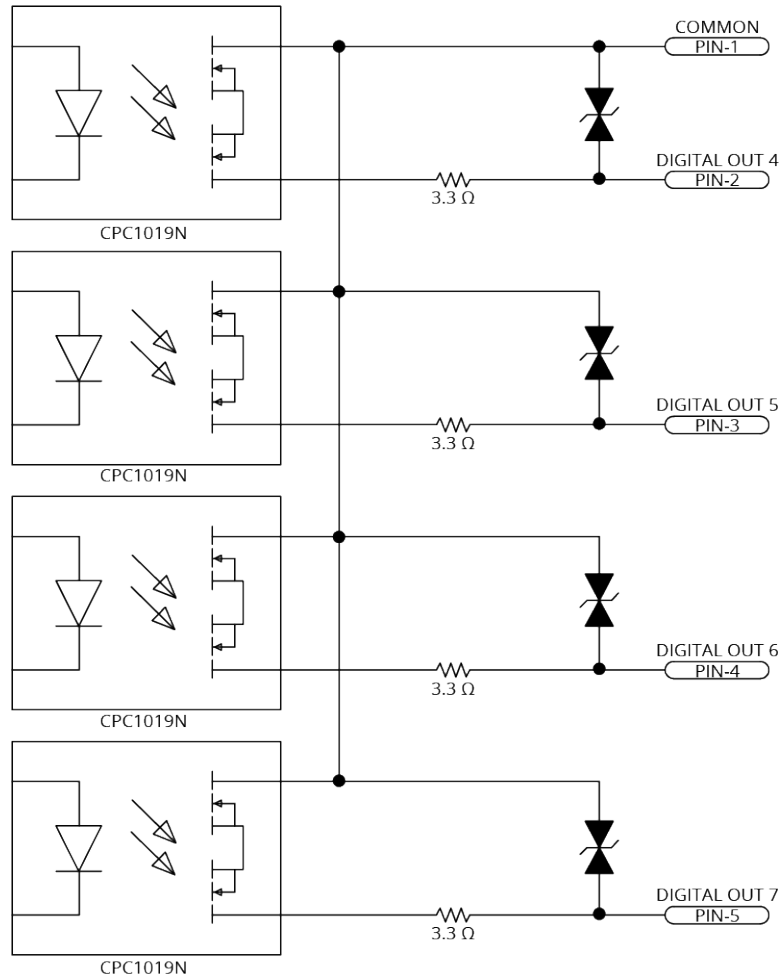 COMMON
PIN-1
DIGITAL OUT 4
PIN-2
3.3 Ω
CPC1019N
DIGITAL OUT 5
PIN-3
3.3 Ω
CPC1019N
DIGITAL OUT 6
PIN-4
3.3 Ω
CPC1019N
DIGITAL OUT 7
PIN-5
3.3 Ω
CPC1019N